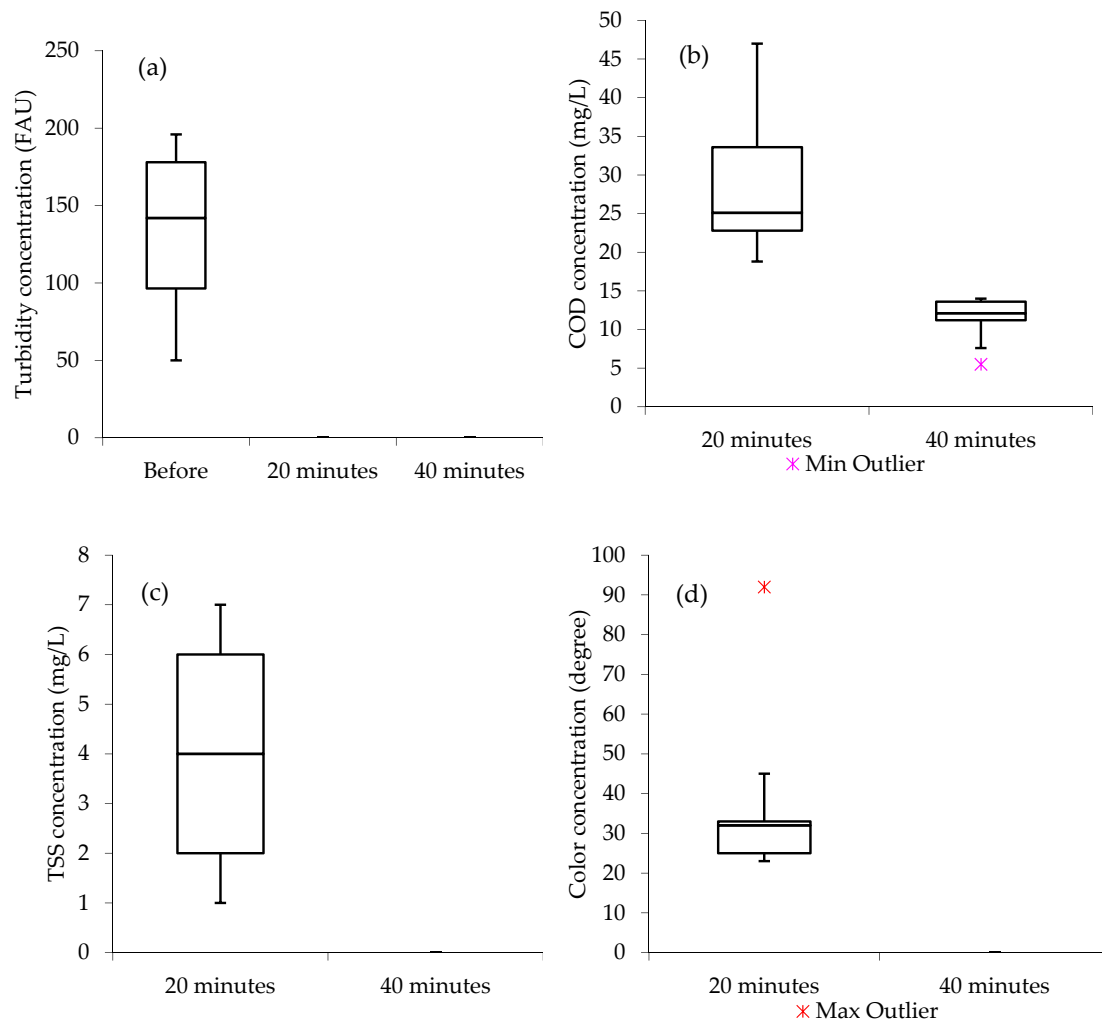 (a)
Turbidity concentration (FAU)
250
200
150
100
50
0
Before
20 minutes
40 minutes
(b)
COD concentration (mg/L)
50
45
40
35
30
25
20
15
10
5
0
20 minutes
40 minutes
Min Outlier
(c)
TSS concentration (mg/L)
8
7
6
5
4
3
2
1
0
20 minutes
40 minutes
(d)
Color concentration (degree)
100
90
80
70
60
50
40
30
20
10
0
20 minutes
40 minutes
Max Outlier